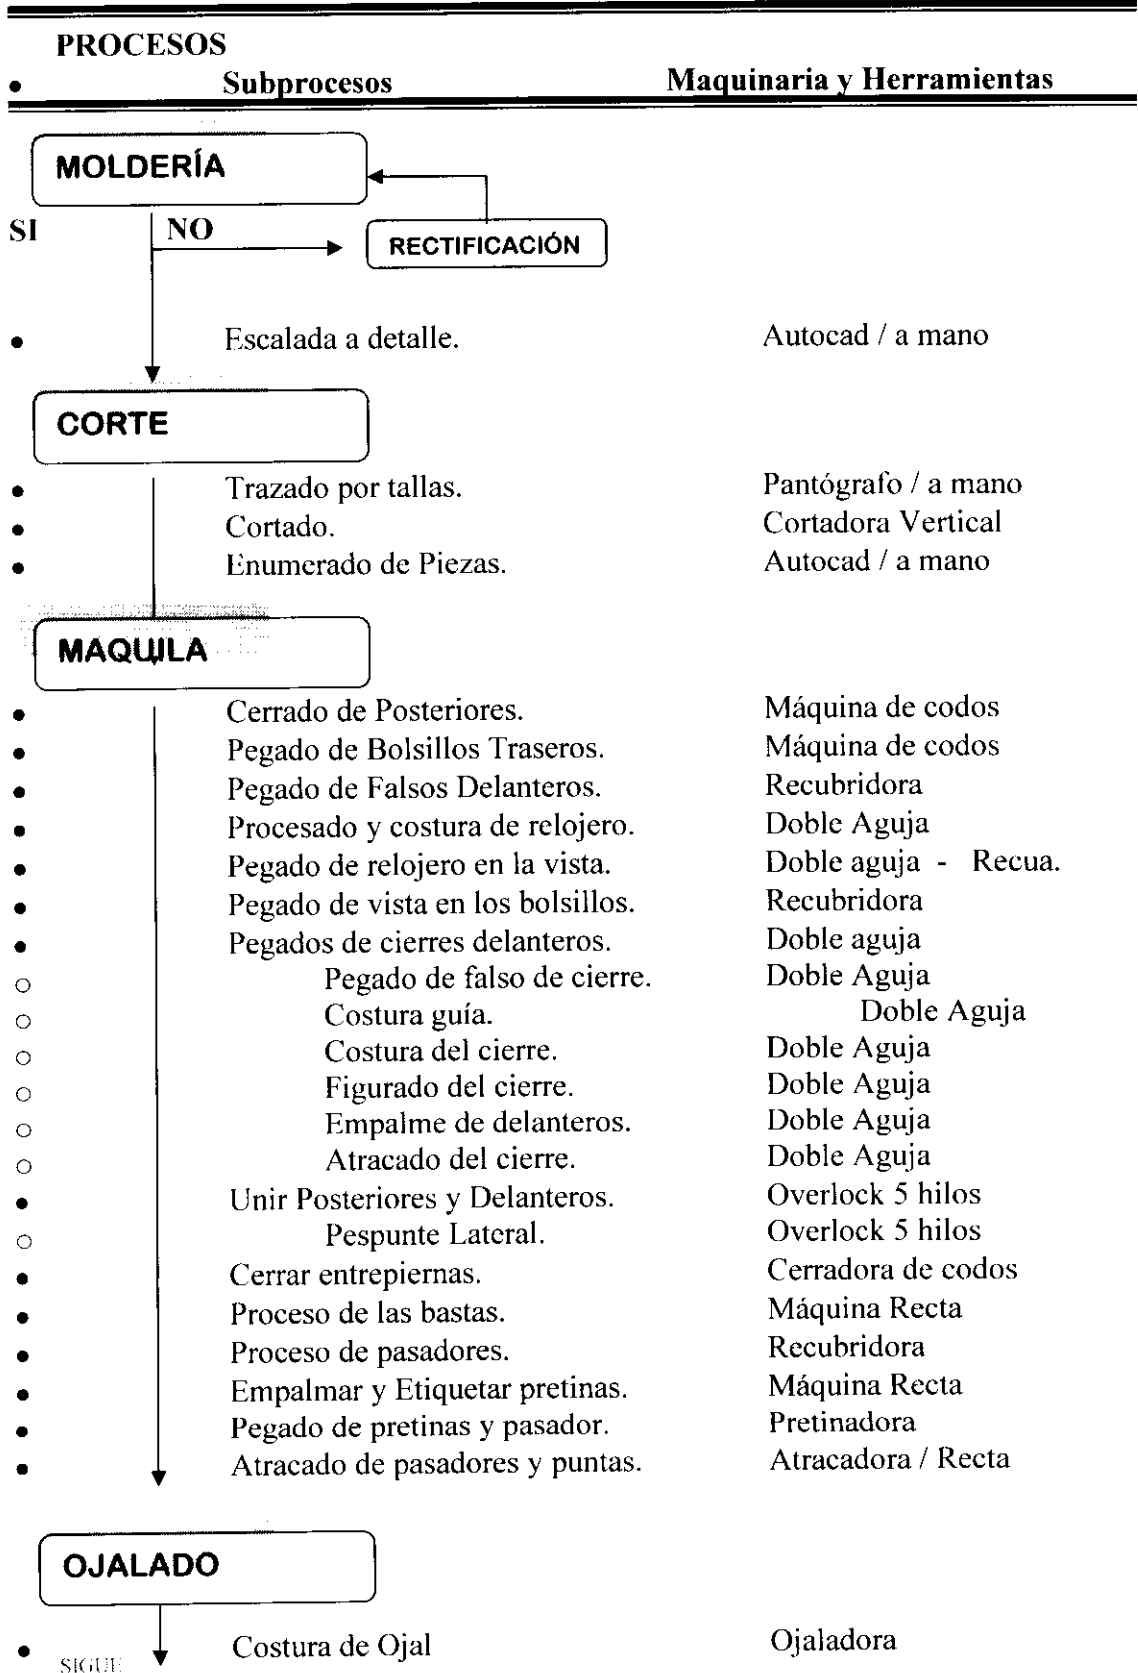 PROCESOS
• Subprocesos Maquinaria y Herramientas
MOLDERÍA
SI NO
RECTIFICACIÓN
• Escalada a detalle. Autocad / a mano
CORTE
• Trazado por tallas. Pantógrafo / a mano
• Cortado. Cortadora Vertical
• Enumerado de Piezas. Autocad / a mano
MAQUILA
• Cerrado de Posteriores. Máquina de codos
• Pegado de Bolsillos Traseros. Máquina de codos
• Pegado de Falsos Delanteros. Recubridora
• Procesado y costura de relojero. Doble Aguja
• Pegado de relojero en la vista. Doble aguja - Recua.
• Pegado de vista en los bolsillos. Recubridora
• Pegados de cierres delanteros. Doble aguja
○ Pegado de falso de cierre. Doble Aguja
○ Costura guía. Doble Aguja
○ Costura del cierre. Doble Aguja
○ Figurado del cierre. Doble Aguja
○ Empalme de delanteros. Doble Aguja
○ Atracado del cierre. Doble Aguja
• Unir Posteriores y Delanteros. Overlock 5 hilos
○ Pespunte Lateral. Overlock 5 hilos
• Cerrar entrepiernas. Cerradora de codos
• Proceso de las bastas. Máquina Recta
• Proceso de pasadores. Recubridora
• Empalmar y Etiquetar pretinas. Máquina Recta
• Pegado de pretinas y pasador. Pretinadora
• Atracado de pasadores y puntas. Atracadora / Recta
OJALADO
• Costura de Ojal Ojaladora
SIGUE